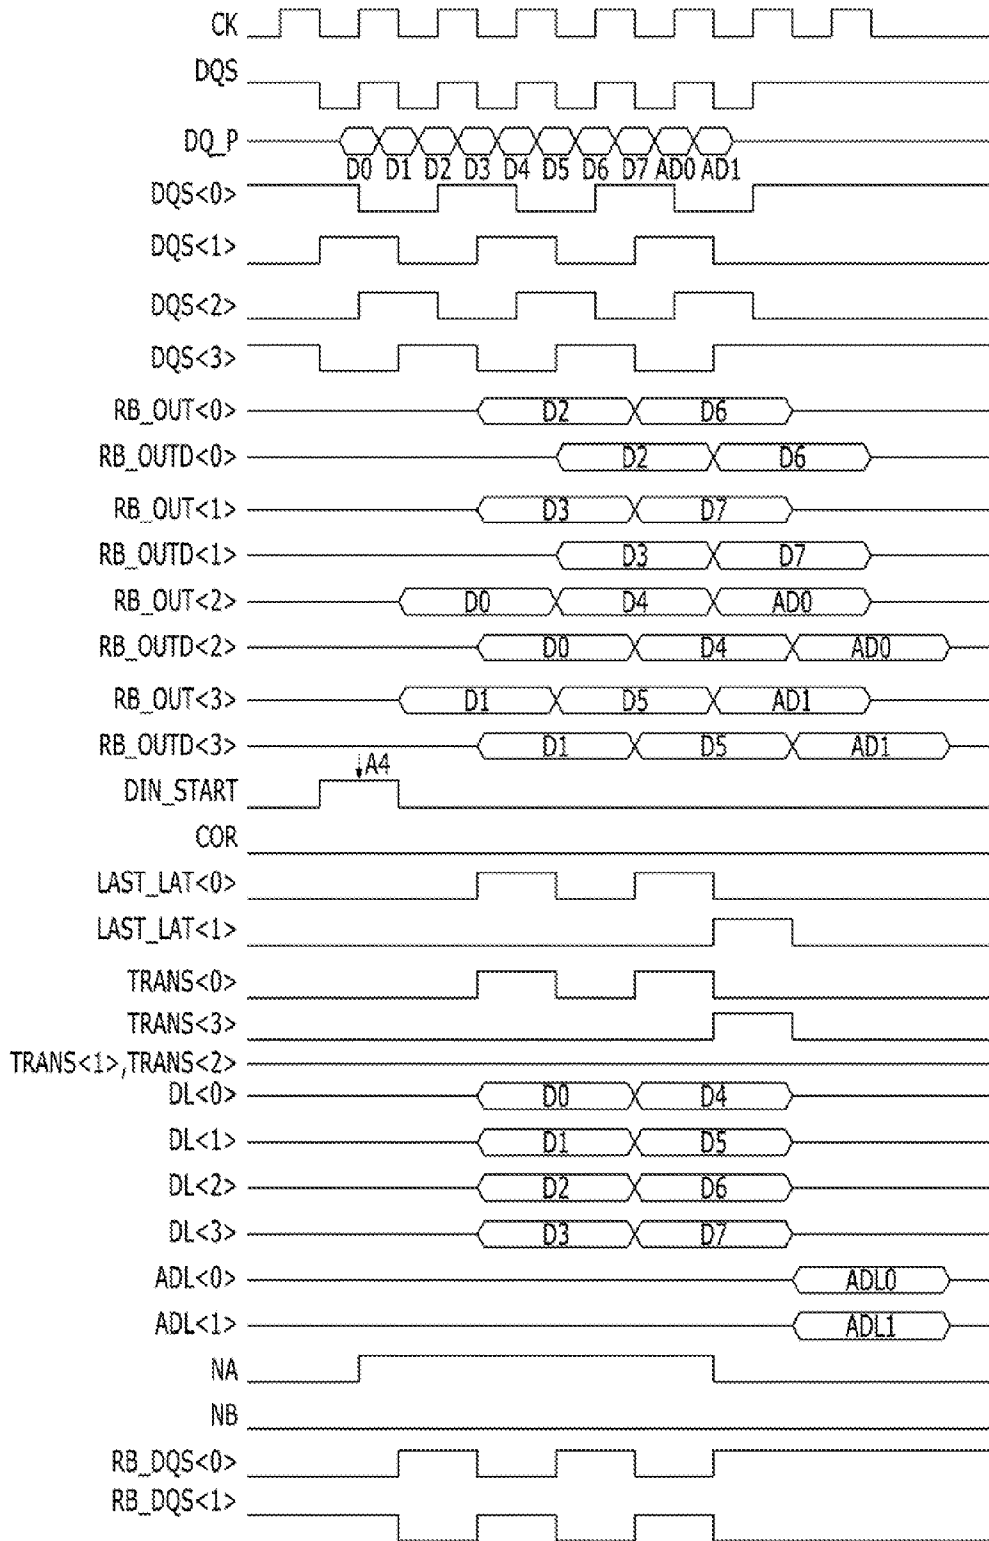 CK
DQS
DQ_P
D0 D1 D2 D3 D4 D5 D6 D7 AD0 AD1
DQS<0>
DQS<1>
DQS<2>
DQS<3>
RB_OUT<0> D2 D6
RB_OUTD<0> D2 D6
RB_OUT<1> D3 D7
RB_OUTD<1> D3 D7
RB_OUT<2> D0 D4 AD0
RB_OUTD<2> D0 D4 AD0
RB_OUT<3> D1 D5 AD1
RB_OUTD<3> D1 D5 AD1
A4
DIN_START
COR
LAST_LAT<0>
LAST_LAT<1>
TRANS<0>
TRANS<3>
TRANS<1>,TRANS<2>
DL<0> D0 D4
DL<1> D1 D5
DL<2> D2 D6
DL<3> D3 D7
ADL<0> ADL0
ADL<1> ADL1
NA
NB
RB_DQS<0>
RB_DQS<1>